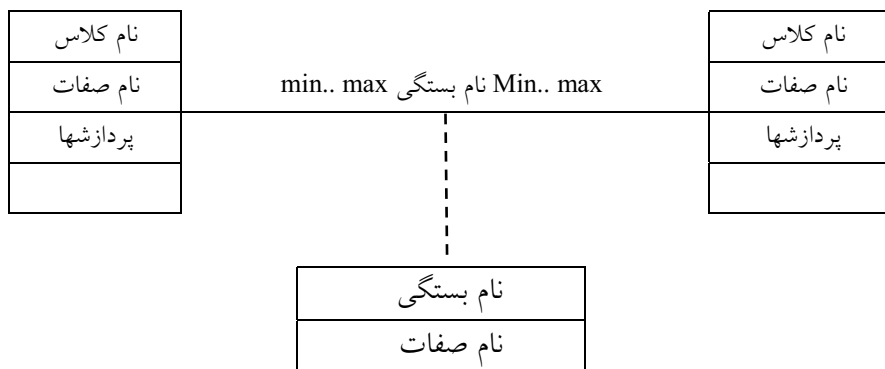 نام کلاس
نام صفات
پردازشها
Min.. max نام بستگی min.. max
نام کلاس
نام صفات
پردازشها
نام بستگی
نام صفات